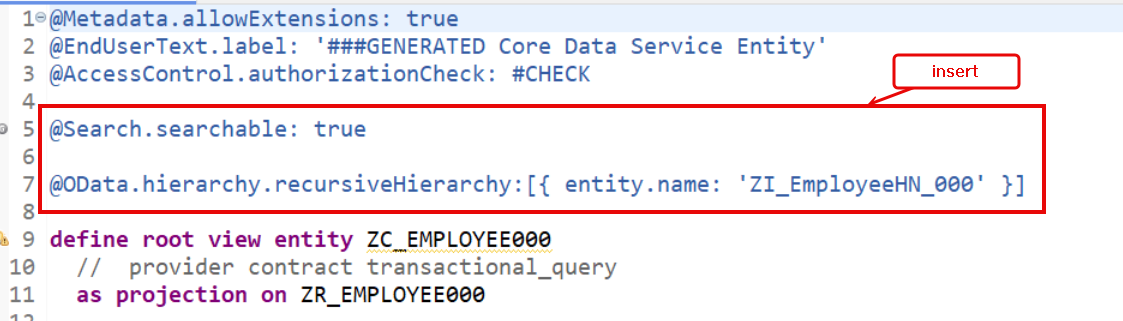 1 @Metadata.allowExtensions: true
2 @EndUserText.label: '###GENERATED Core Data Service Entity'
3 @AccessControl.authorizationCheck: #CHECK
insert
4
5 @Search.searchable: true
6
7 @OData.hierarchy.recursiveHierarchy:[{ entity.name: 'ZI_EmployeeHN_000' }]
8
9 define root view entity ZC_EMPLOYEE000
10 // provider contract transactional_query
11 as projection on ZR_EMPLOYEE000
12